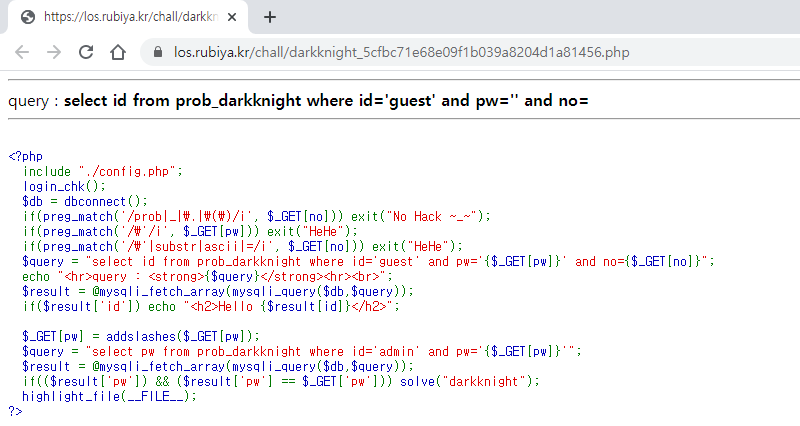 https://los.rubiya.kr/chall/darkkn
los.rubiya.kr/chall/darkknight_5cfbc71e68e09f1b039a8204d1a81456.php
query : select id from prob_darkknight where id='guest' and pw='' and no=
<?php
  include "./config.php";
  login_chk();
  $db = dbconnect();
  if(preg_match('/prob|_|₩.|₩(₩)/i', $_GET[no])) exit("No Hack ~_~");
  if(preg_match('/₩'/i', $_GET[pw])) exit("HeHe");
  if(preg_match('/₩'|substr|ascii|=/i', $_GET[no])) exit("HeHe");
  $query = "select id from prob_darkknight where id='guest' and pw='{$_GET[pw]}' and no={$_GET[no]}";
  echo "<hr>query : <strong>{$query}</strong><hr><br>";
  $result = @mysqli_fetch_array(mysqli_query($db,$query));
  if($result['id']) echo "<h2>Hello {$result[id]}</h2>";

  $_GET[pw] = addslashes($_GET[pw]);
  $query = "select pw from prob_darkknight where id='admin' and pw='{$_GET[pw]}'";
  $result = @mysqli_fetch_array(mysqli_query($db,$query));
  if(($result['pw']) && ($result['pw'] == $_GET['pw'])) solve("darkknight");
  highlight_file(__FILE__);
?>